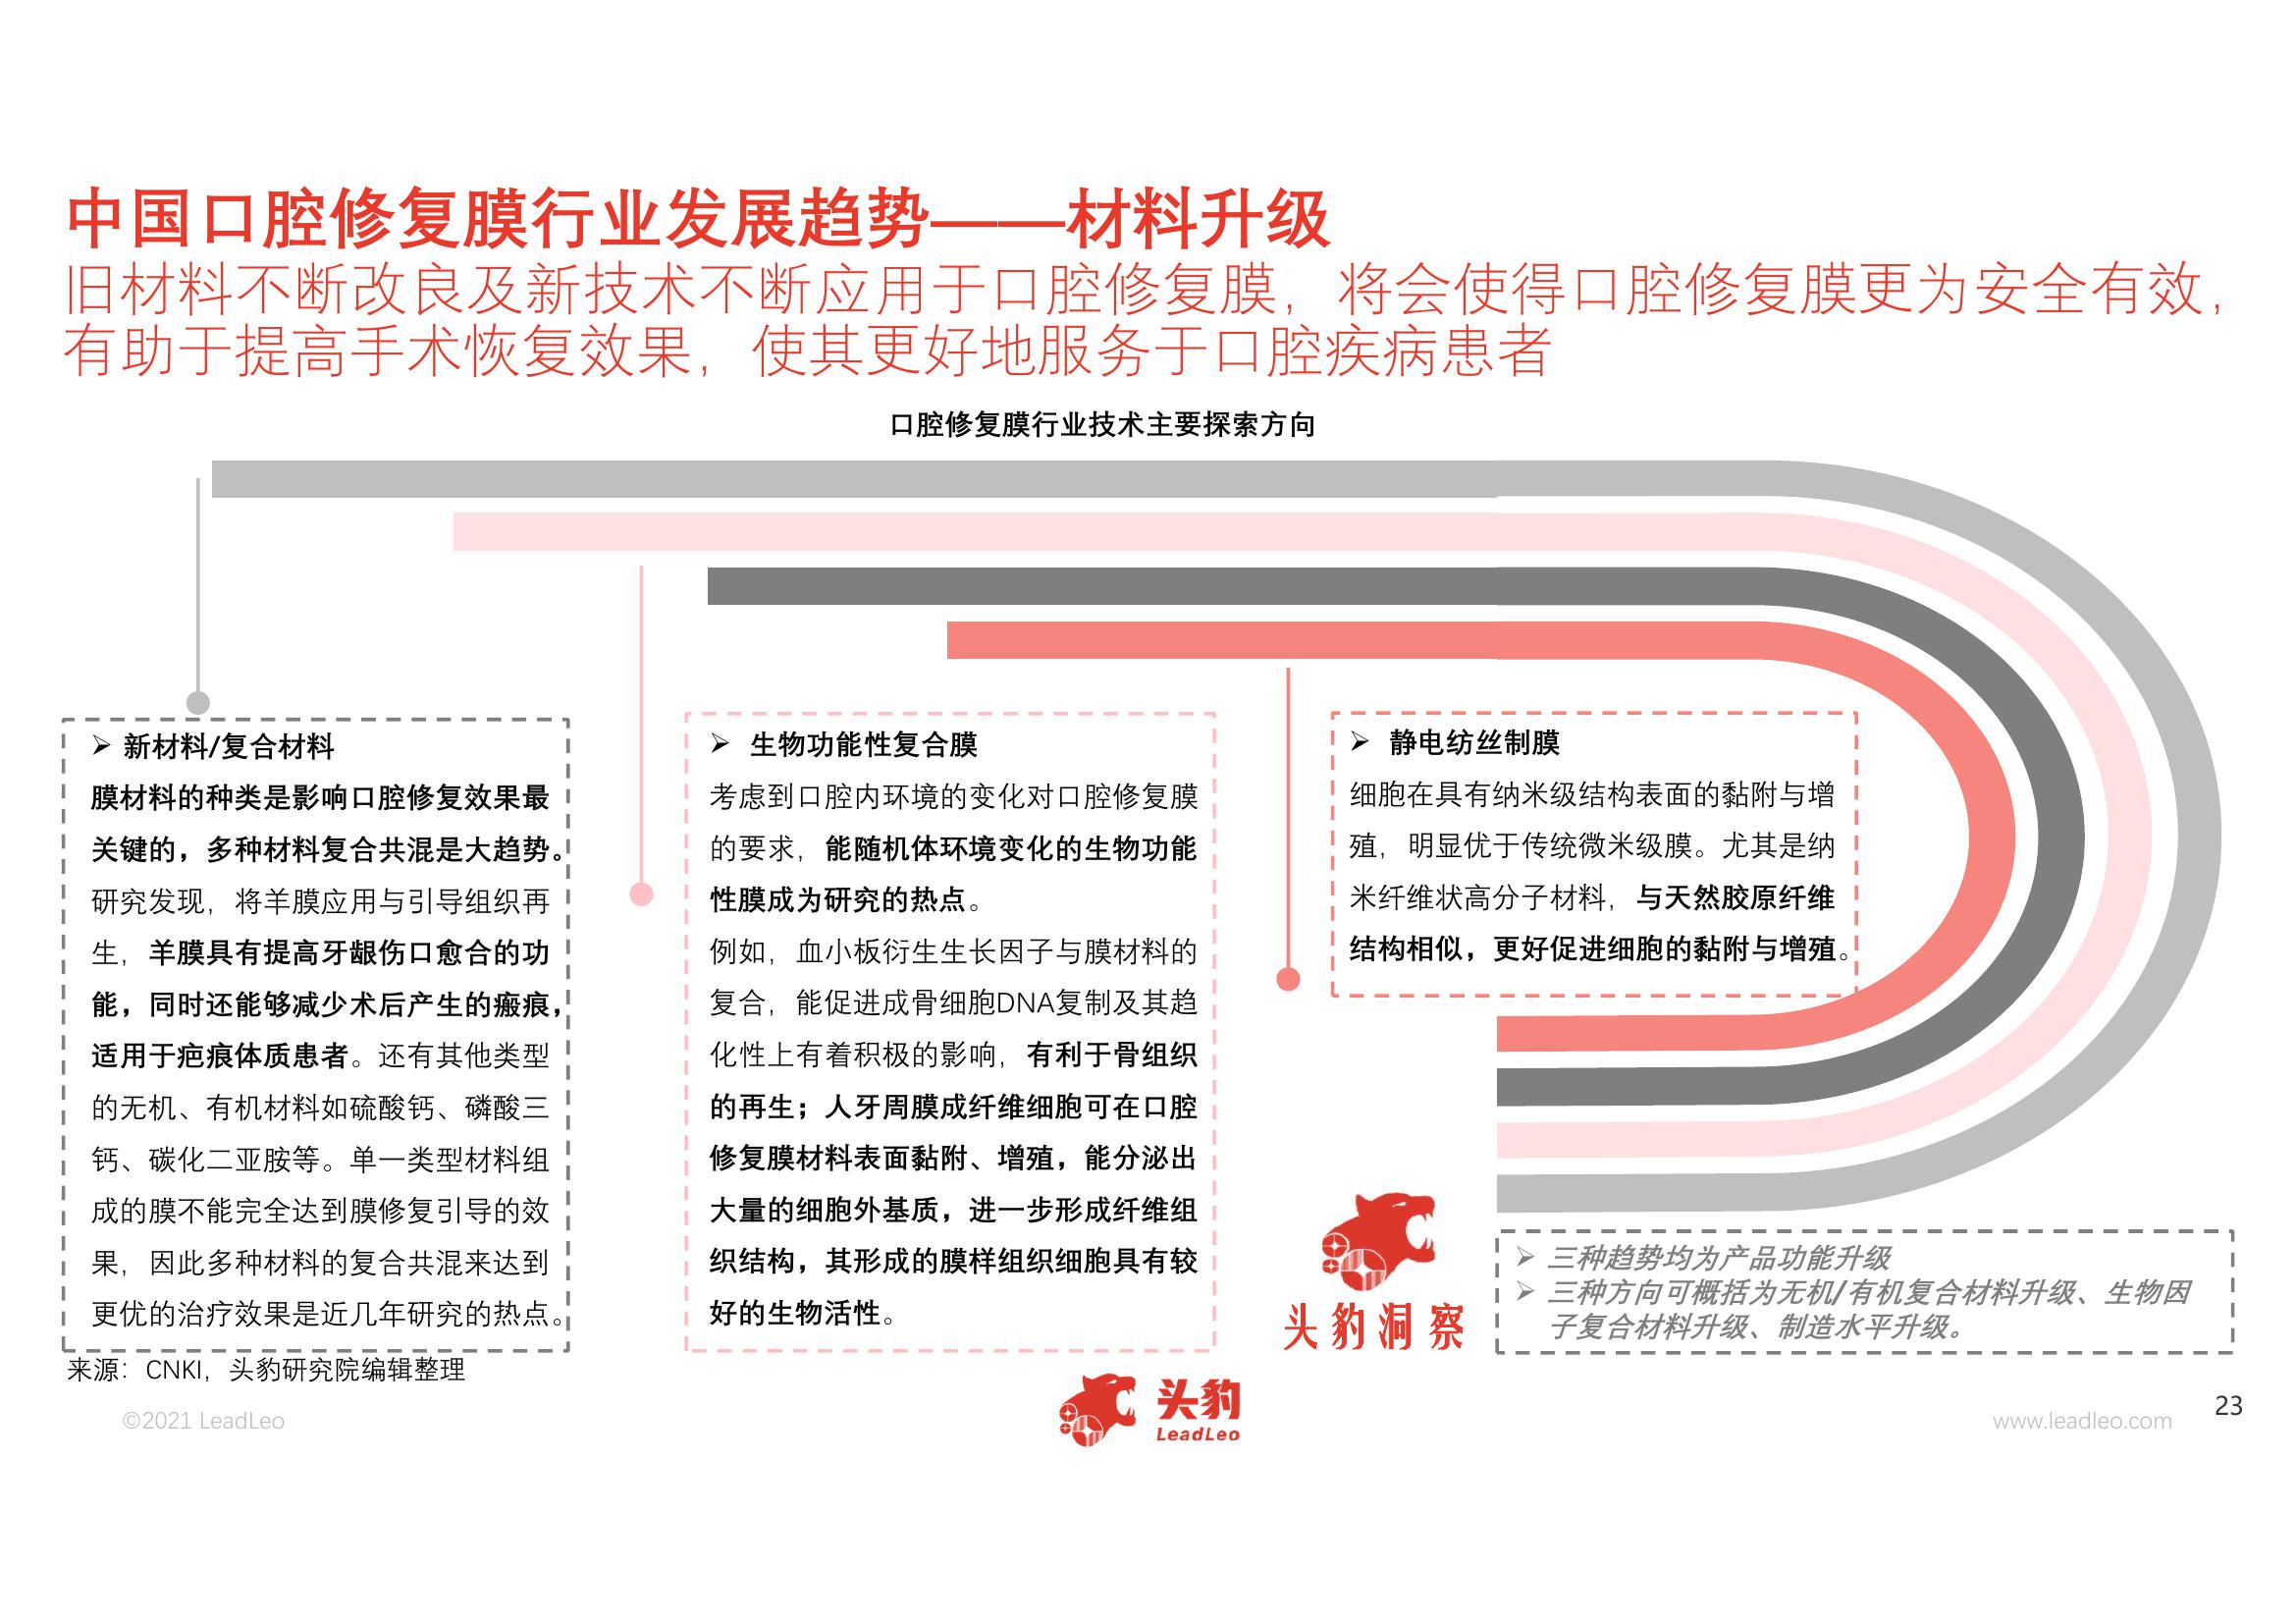 中国口腔修复膜行业发展趋势——材料升级
旧材料不断改良及新技术不断应用于口腔修复膜，将会使得口腔修复膜更为安全有效，
有助于提高手术恢复效果，使其更好地服务于口腔疾病患者
口腔修复膜行业技术主要探索方向
➢ 新材料/复合材料
膜材料的种类是影响口腔修复效果最
关键的，多种材料复合共混是大趋势。
研究发现，将羊膜应用与引导组织再
生，羊膜具有提高牙龈伤口愈合的功
能，同时还能够减少术后产生的瘢痕，
适用于疤痕体质患者。还有其他类型
的无机、有机材料如硫酸钙、磷酸三
钙、碳化二亚胺等。单一类型材料组
成的膜不能完全达到膜修复引导的效
果，因此多种材料的复合共混来达到
更优的治疗效果是近几年研究的热点。
➢ 生物功能性复合膜
考虑到口腔内环境的变化对口腔修复膜
的要求，能随机体环境变化的生物功能
性膜成为研究的热点。
例如，血小板衍生生长因子与膜材料的
复合，能促进成骨细胞DNA复制及其趋
化性上有着积极的影响，有利于骨组织
的再生；人牙周膜成纤维细胞可在口腔
修复膜材料表面黏附、增殖，能分泌出
大量的细胞外基质，进一步形成纤维组
织结构，其形成的膜样组织细胞具有较
好的生物活性。
➢ 静电纺丝制膜
细胞在具有纳米级结构表面的黏附与增
殖，明显优于传统微米级膜。尤其是纳
米纤维状高分子材料，与天然胶原纤维
结构相似，更好促进细胞的黏附与增殖。
头豹洞察
➢ 三种趋势均为产品功能升级
➢ 三种方向可概括为无机/有机复合材料升级、生物因
子复合材料升级、制造水平升级。
来源：CNKI，头豹研究院编辑整理
©2021 LeadLeo
头豹
LeadLeo
www.leadleo.com
23